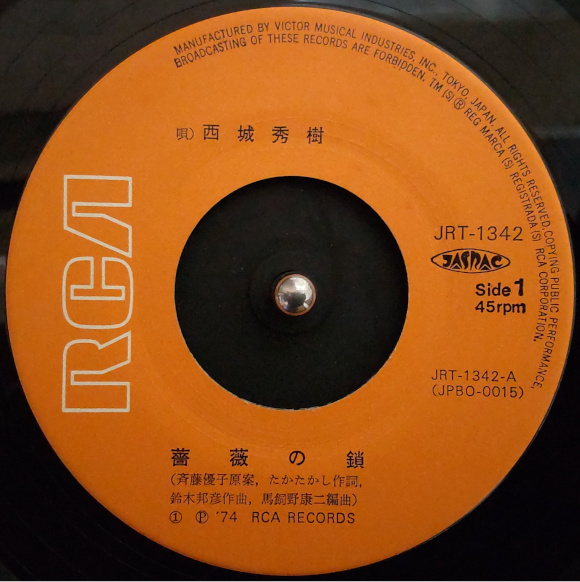 MANUFACTURED BY VICTOR MUSICAL INDUSTRIES, INC., TOKYO, JAPAN. ALL RIGHTS RESERVED. COPYING PUBLIC PERFORMANCE,
BROADCASTING OF THESE RECORDS ARE FORBIDDEN. TM(S)® REG MARCA(S) REGISTRADA(S) RCA CORPORATION.
唄) 西城秀樹
RCA
JRT-1342
JASRAC
Side 1
45rpm
JRT-1342-A
(JPBO-0015)
薔薇の鎖
(斉藤優子原案, たかたかし作詞,
鈴木邦彦作曲, 馬飼野康二編曲)
① ℗ '74 RCA RECORDS